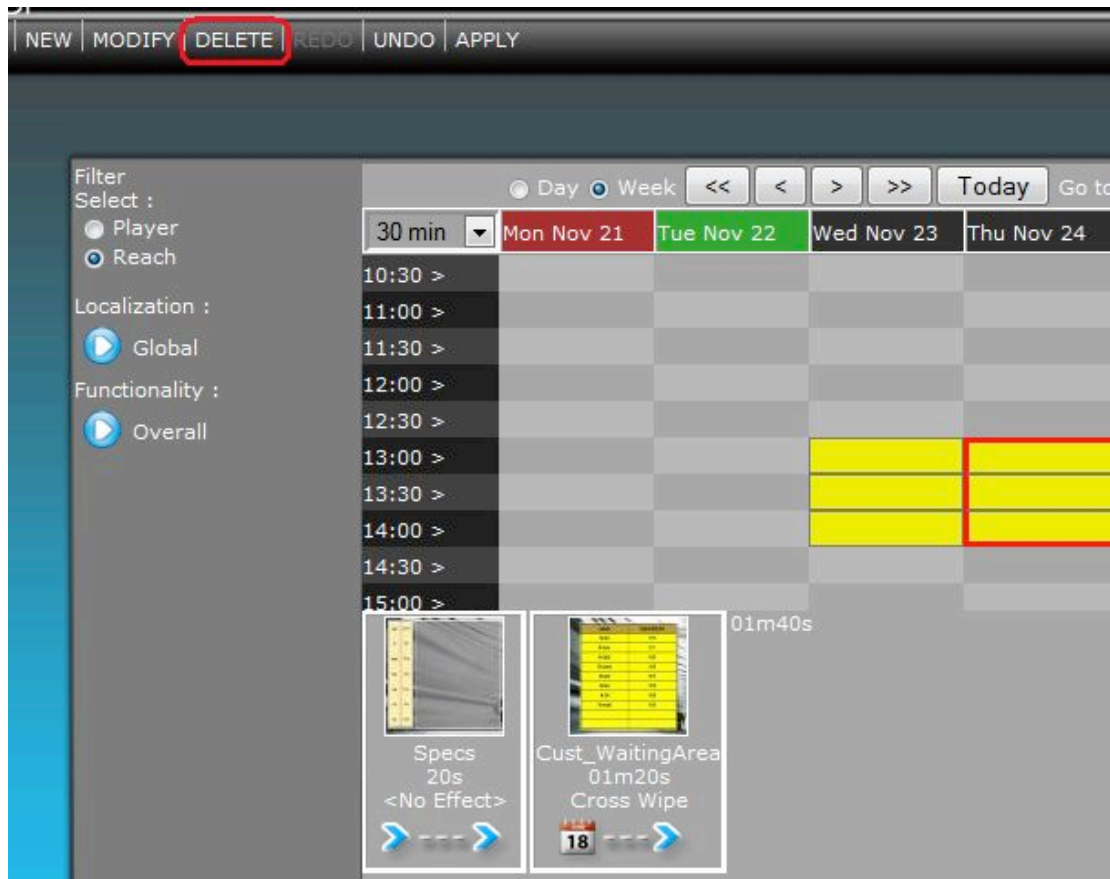 NEW | MODIFY | DELETE | REDO | UNDO | APPLY
Filter
Select :
Player
Reach
Localization :
Global
Functionality :
Overall
Day Week << < > >> Today Go to
30 min Mon Nov 21 Tue Nov 22 Wed Nov 23 Thu Nov 24
10:30 >
11:00 >
11:30 >
12:00 >
12:30 >
13:00 >
13:30 >
14:00 >
14:30 >
15:00 >
01m40s
Specs
20s
<No Effect>
Cust_WaitingArea
01m20s
Cross Wipe
18